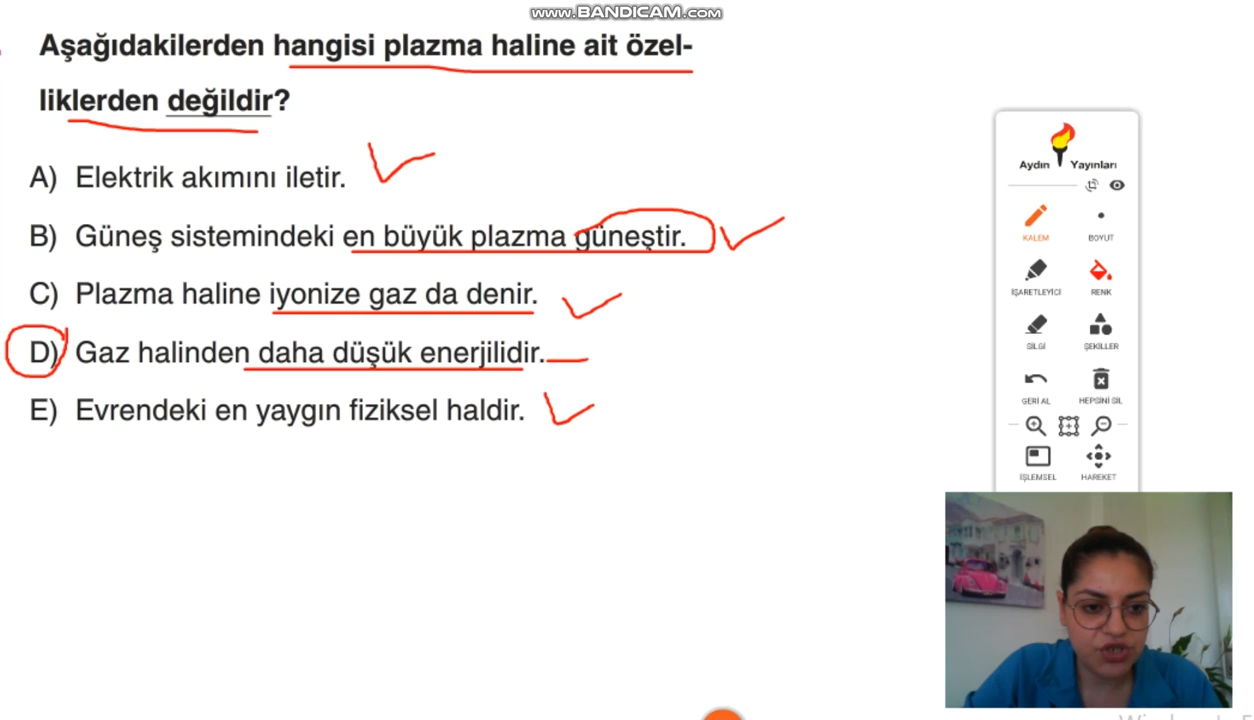 www.BANDICAM.com
Aşağıdakilerden hangisi plazma haline ait özel-
liklerden değildir?
A) Elektrik akımını iletir.
B) Güneş sistemindeki en büyük plazma güneştir.
C) Plazma haline iyonize gaz da denir.
D) Gaz halinden daha düşük enerjilidir.
E) Evrendeki en yaygın fiziksel haldir.
Aydın Yayınları
KALEM BOYUT
İŞARETLEYİCİ RENK
SİLGİ ŞEKİLLER
GERİ AL HEPSİNİ SİL
İŞLEMSEL HAREKET